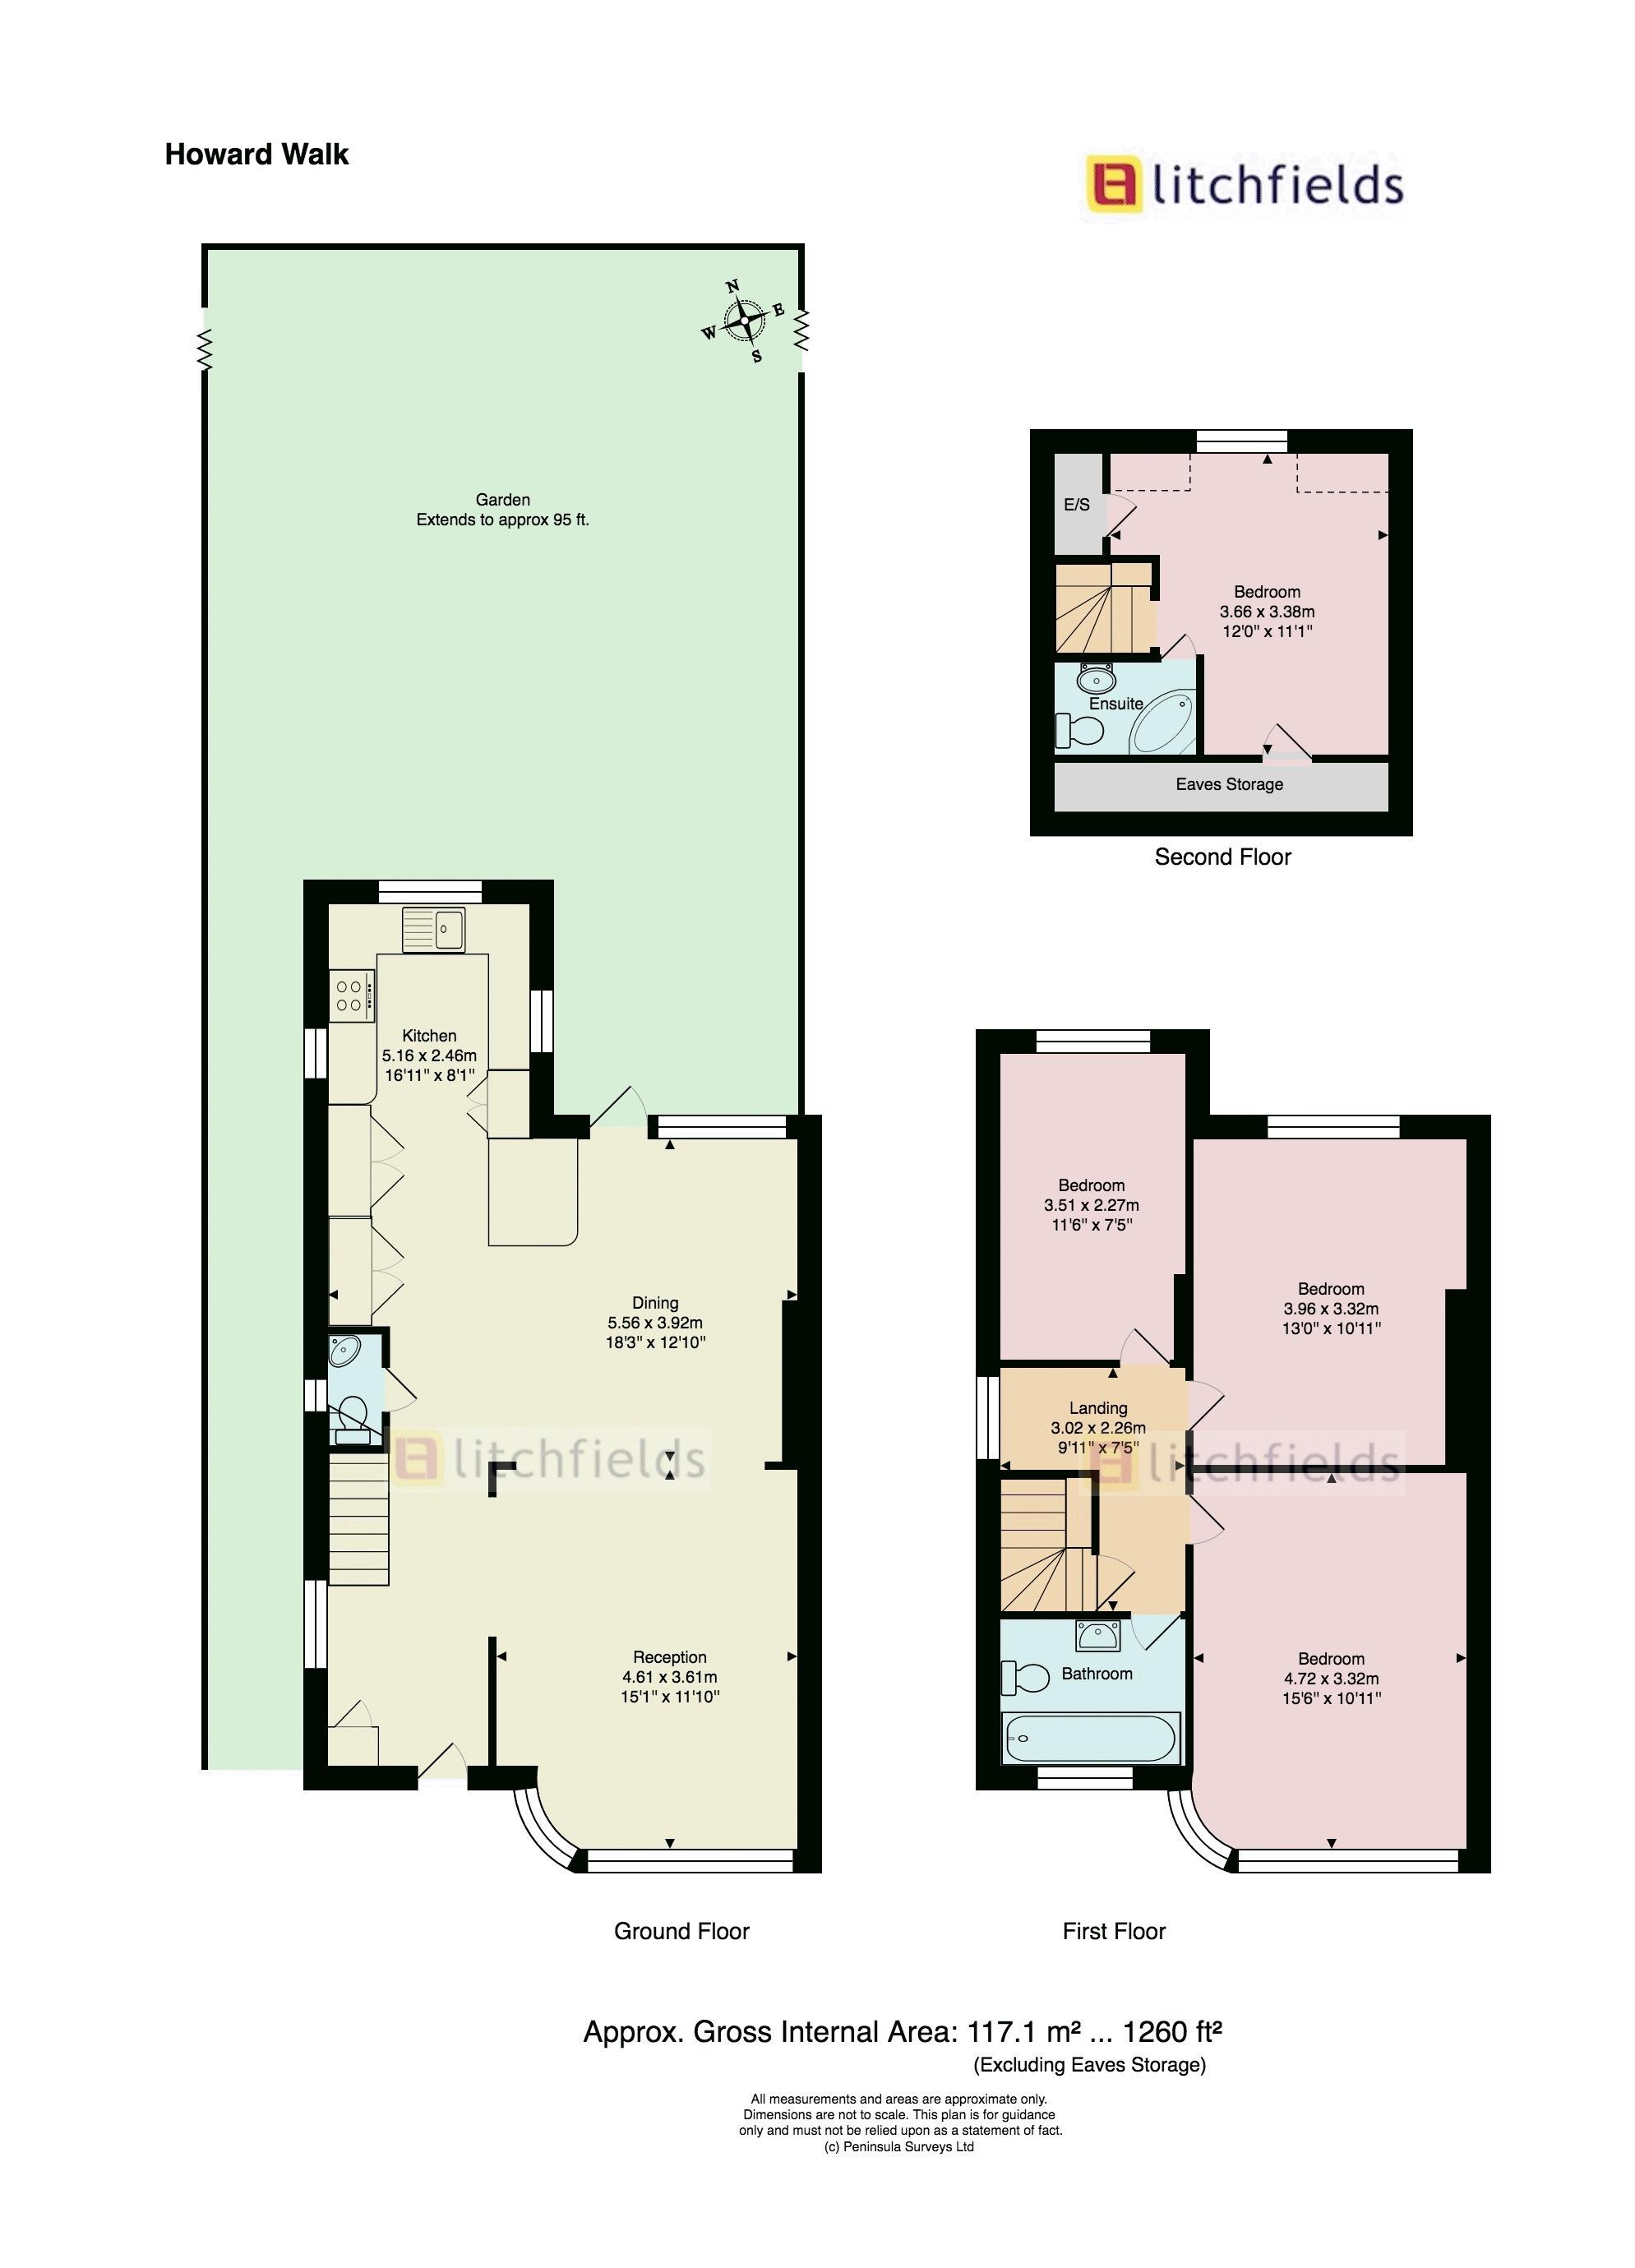 Howard Walk
litchfields
N
E
W
S
Garden
Extends to approx 95 ft.
E/S
Bedroom
3.66 x 3.38m
12'0" x 11'1"
Ensuite
Eaves Storage
Second Floor
Kitchen
5.16 x 2.46m
16'11" x 8'1"
Dining
5.56 x 3.92m
18'3" x 12'10"
litchfields
Reception
4.61 x 3.61m
15'1" x 11'10"
Ground Floor
Bedroom
3.51 x 2.27m
11'6" x 7'5"
Bedroom
3.96 x 3.32m
13'0" x 10'11"
Landing
3.02 x 2.26m
9'11" x 7'5"
litchfields
Bathroom
Bedroom
4.72 x 3.32m
15'6" x 10'11"
First Floor
Approx. Gross Internal Area: 117.1 m² ... 1260 ft²
(Excluding Eaves Storage)
All measurements and areas are approximate only.
Dimensions are not to scale. This plan is for guidance
only and must not be relied upon as a statement of fact.
(c) Peninsula Surveys Ltd